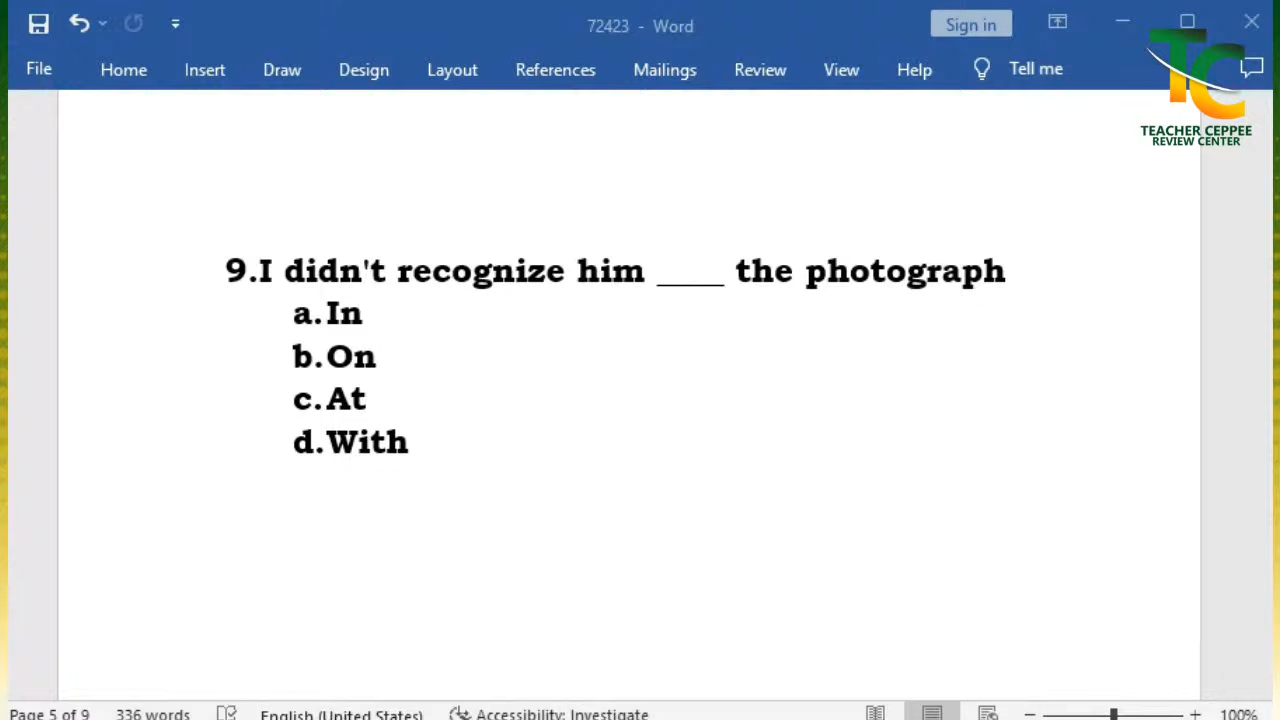 72423 - Word
Sign in
File Home Insert Draw Design Layout References Mailings Review View Help Tell me
TEACHER CEPPEE
REVIEW CENTER
9.I didn't recognize him ____ the photograph
a.In
b.On
c.At
d.With
Page 5 of 9 336 words English (United States) Accessibility: Investigate 100%